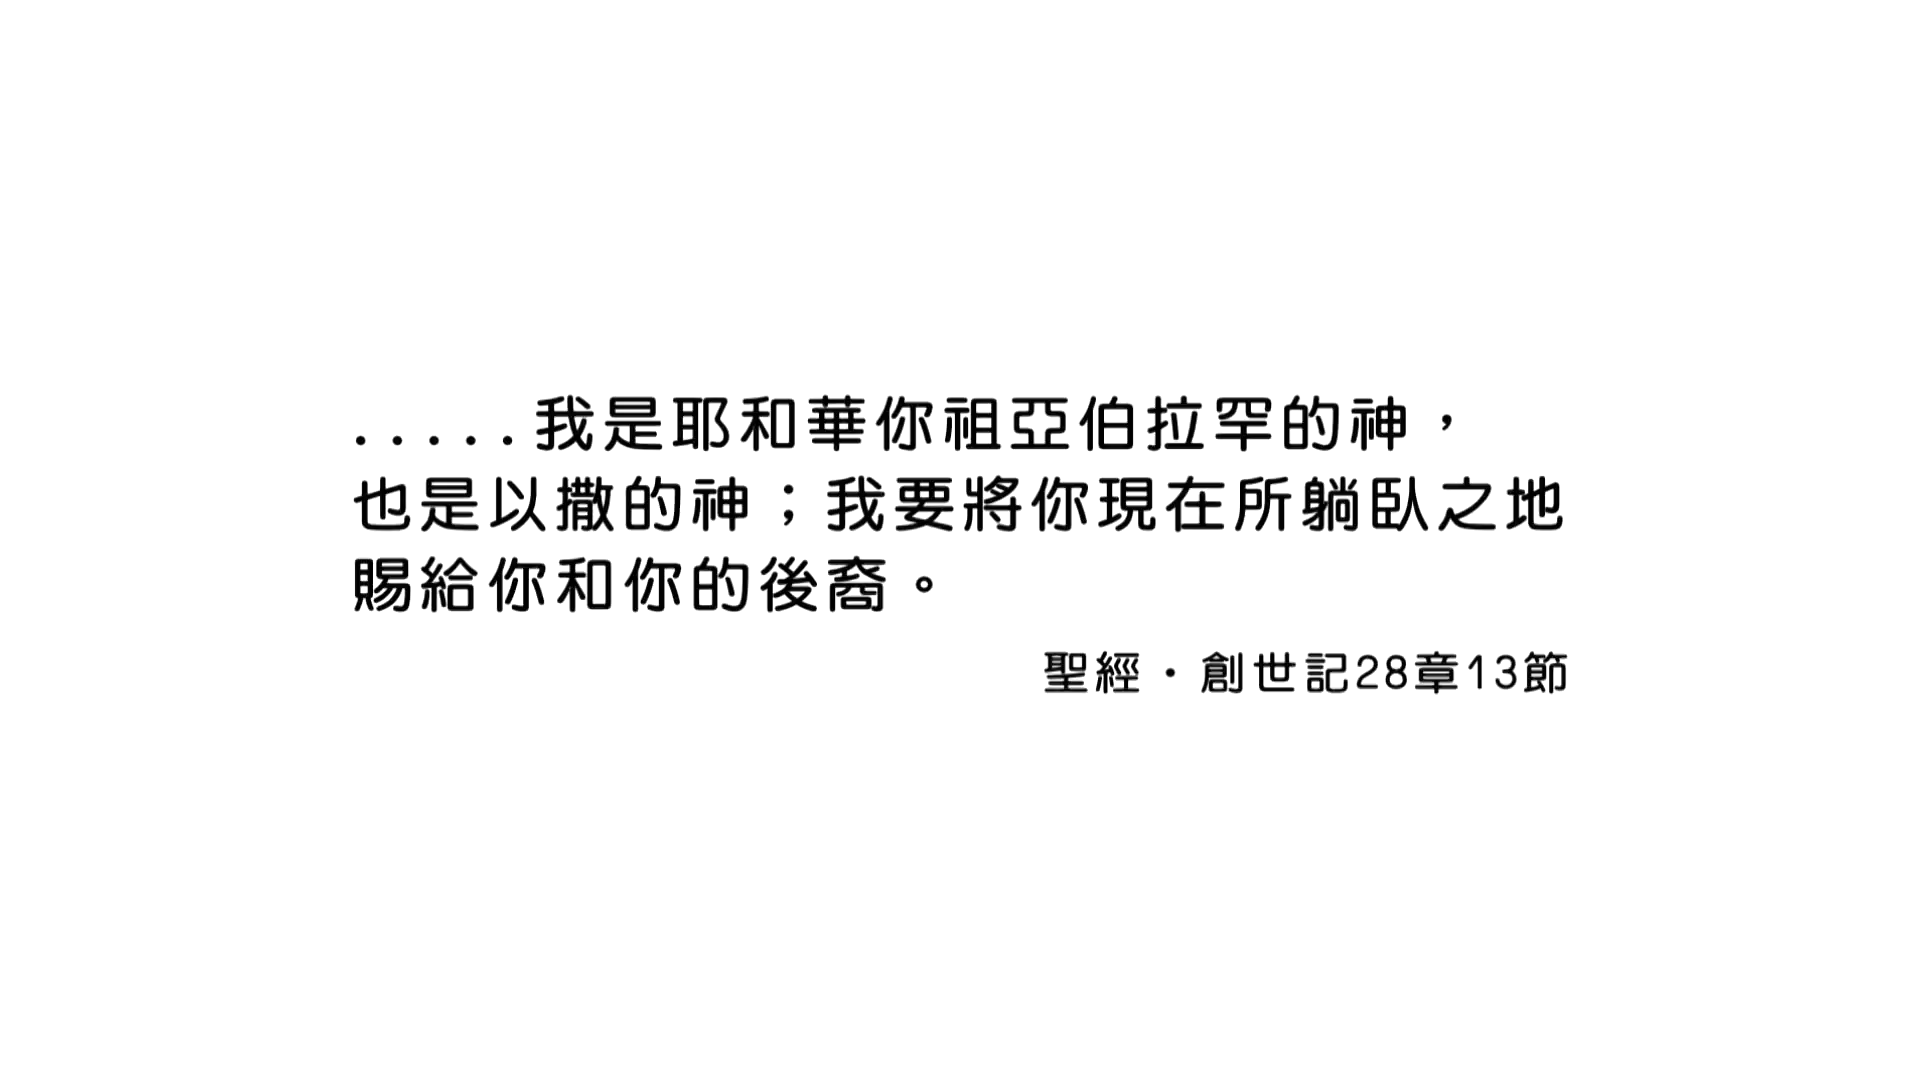 .....我是耶和華你祖亞伯拉罕的神，
也是以撒的神；我要將你現在所躺臥之地
賜給你和你的後裔。
聖經．創世記28章13節